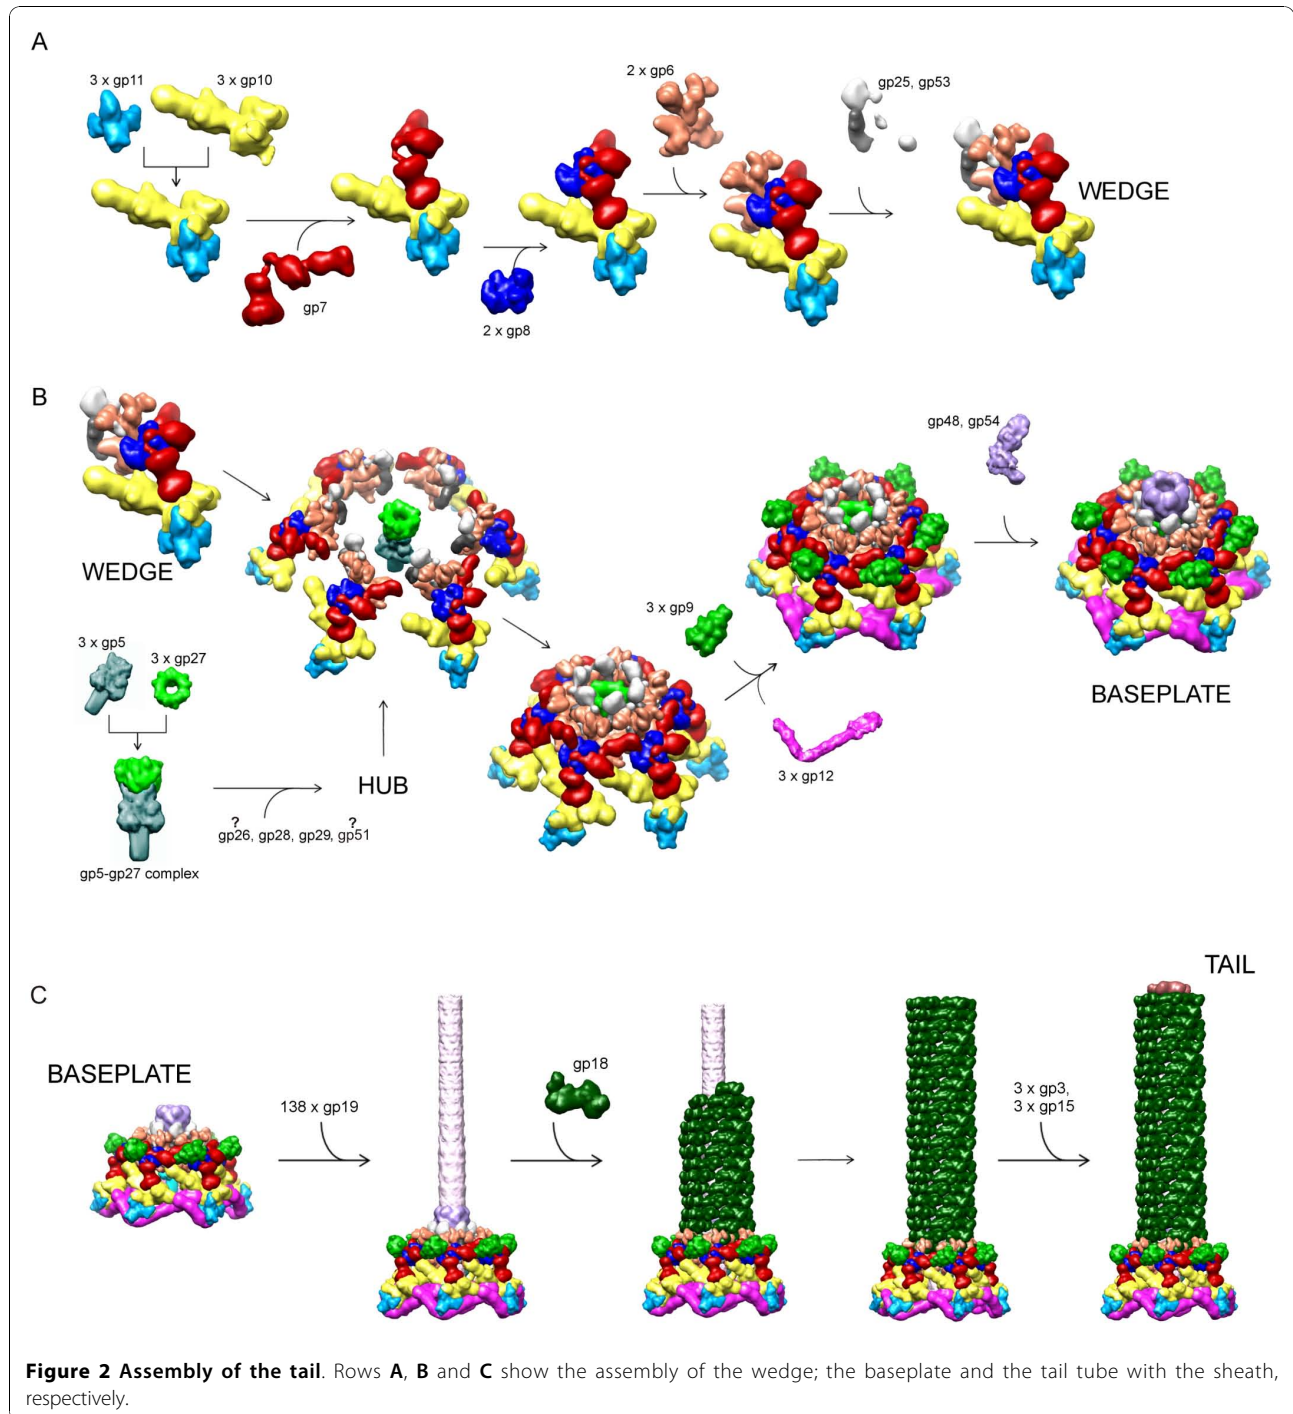 A
3 x gp11
3 x gp10
2 x gp6
gp25, gp53
WEDGE
gp7
2 x gp8
B
gp48, gp54
WEDGE
3 x gp9
3 x gp5
3 x gp27
BASEPLATE
3 x gp12
HUB
? ?
gp26, gp28, gp29, gp51
gp5-gp27 complex
TAIL
C
gp18
BASEPLATE
3 x gp3,
3 x gp15
138 x gp19
Figure 2 Assembly of the tail. Rows A, B and C show the assembly of the wedge; the baseplate and the tail tube with the sheath,
respectively.